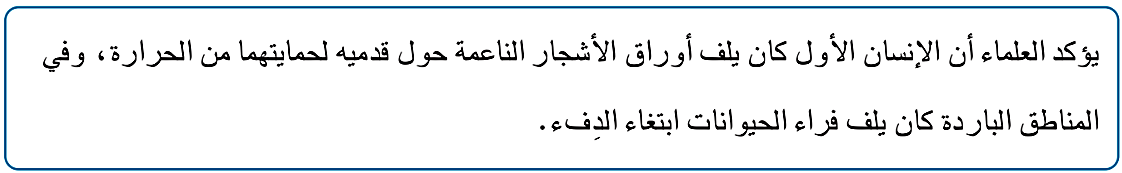 يؤكد العلماء أن الإنسان الأول كان يلف أوراق الأشجار الناعمة حول قدميه لحمايتهما من الحرارة، وفي
المناطق الباردة كان يلف فراء الحيوانات ابتغاء الدِفء.